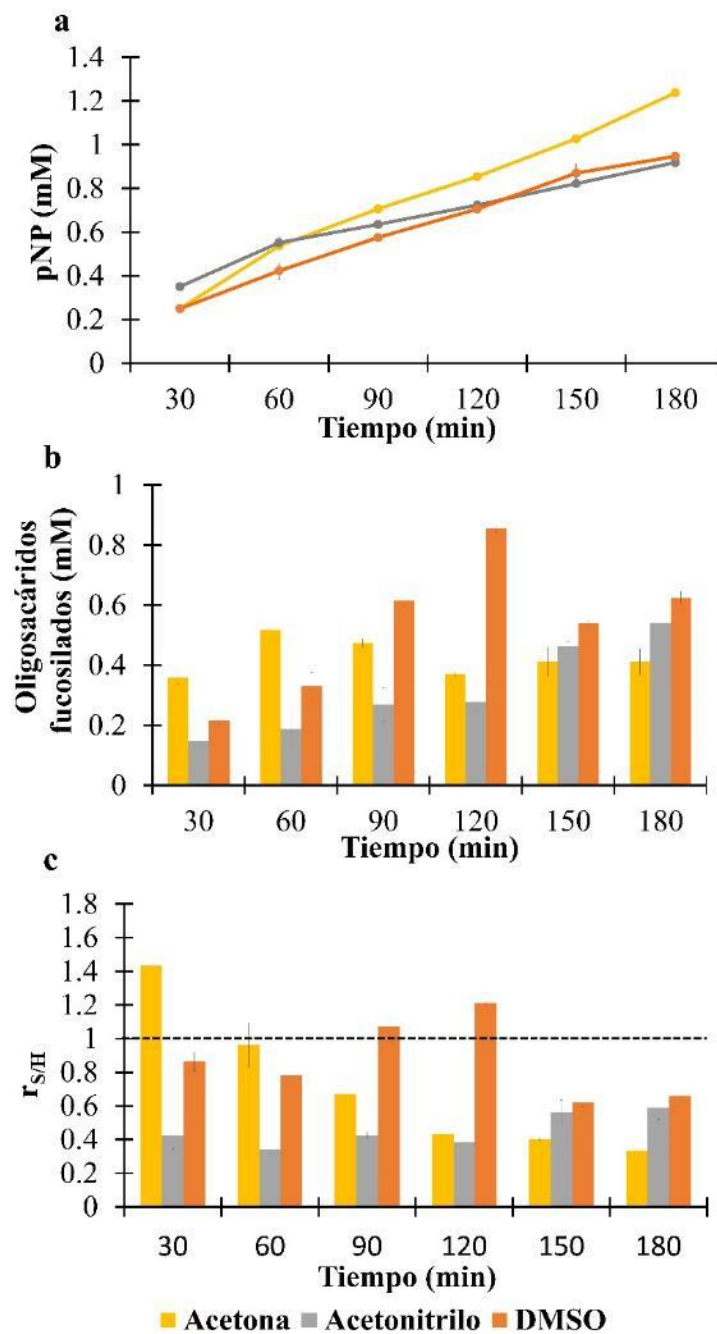 a
1.4
1.2
1
0.8
0.6
0.4
0.2
0
pNP (mM)
30 60 90 120 150 180
Tiempo (min)
b
1
0.8
0.6
0.4
0.2
0
Oligosacáridos
fucosilados (mM)
30 60 90 120 150 180
Tiempo (min)
c
1.8
1.6
1.4
1.2
1
0.8
0.6
0.4
0.2
0
rS/H
30 60 90 120 150 180
Tiempo (min)
Acetona Acetonitrilo DMSO